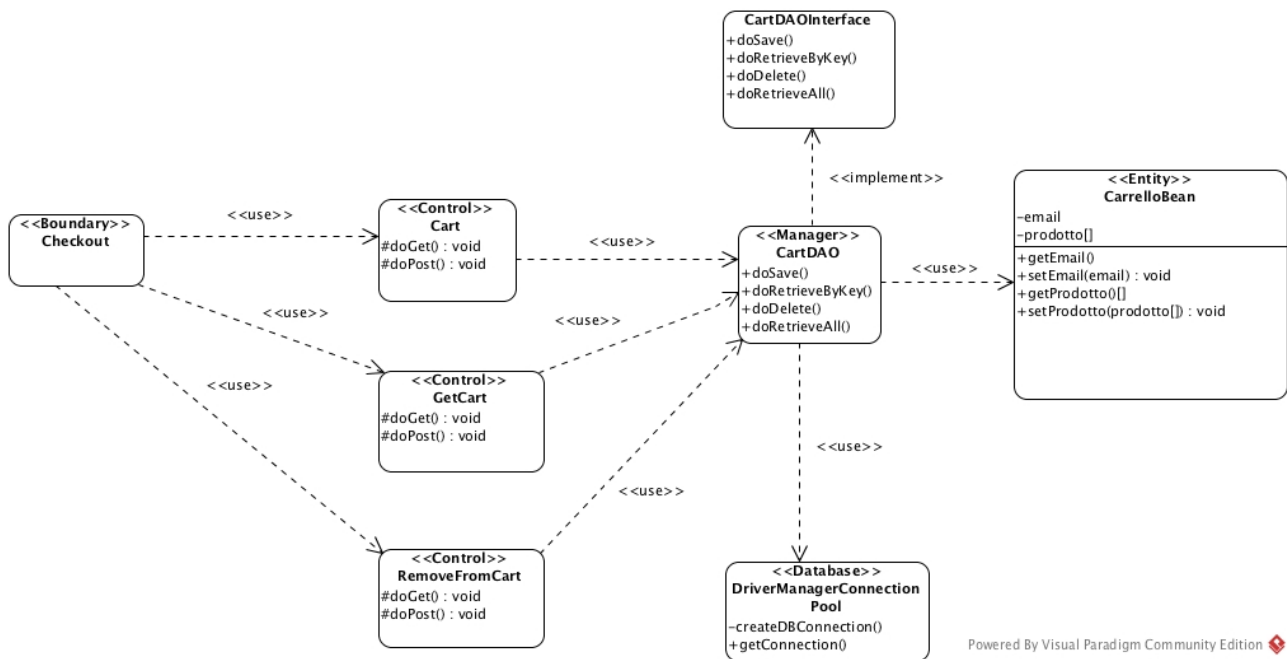 CartDAOInterface
+doSave()
+doRetrieveByKey()
+doDelete()
+doRetrieveAll()
<<implement>>
<<Boundary>>
Checkout
<<use>>
<<Control>>
Cart
#doGet() : void
#doPost() : void
<<use>>
<<Manager>>
CartDAO
+doSave()
+doRetrieveByKey()
+doDelete()
+doRetrieveAll()
<<use>>
<<Entity>>
CarrelloBean
-email
-prodotto[]
+getEmail()
+setEmail(email) : void
+getProdotto()[]
+setProdotto(prodotto[]) : void
<<use>>
<<Control>>
GetCart
#doGet() : void
#doPost() : void
<<use>>
<<use>>
<<Control>>
RemoveFromCart
#doGet() : void
#doPost() : void
<<use>>
<<use>>
<<Database>>
DriverManagerConnection
Pool
-createDBConnection()
+getConnection()
Powered By Visual Paradigm Community Edition